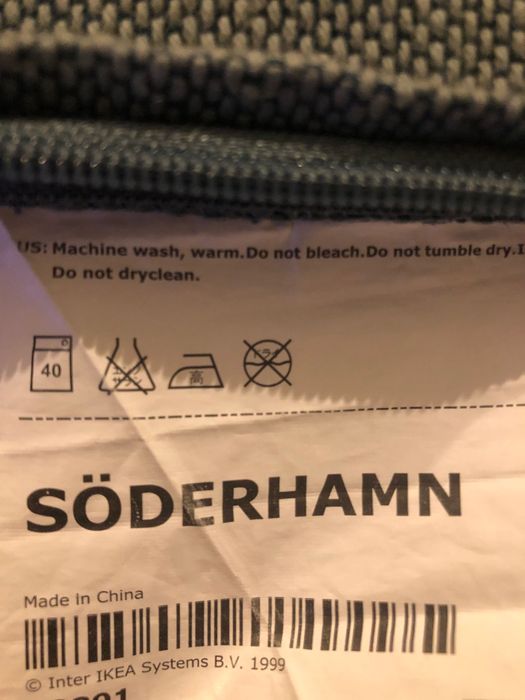 US: Machine wash, warm.Do not bleach.Do not tumble dry.I
Do not dryclean.
40 高
SÖDERHAMN
Made in China
© Inter IKEA Systems B.V. 1999